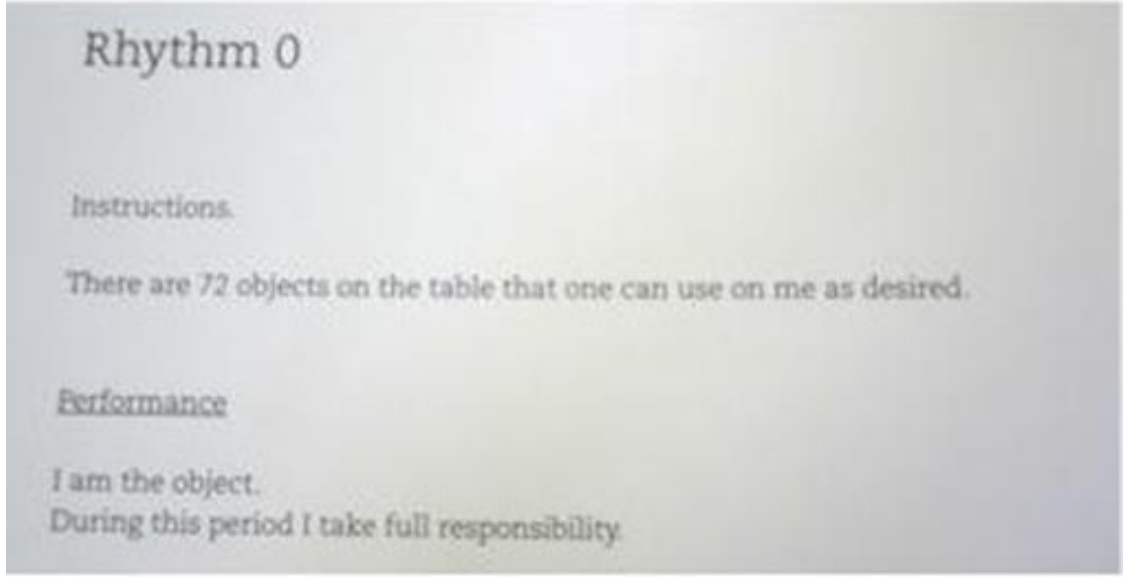 Rhythm 0
Instructions.
There are 72 objects on the table that one can use on me as desired.
Performance
I am the object.
During this period I take full responsibility.